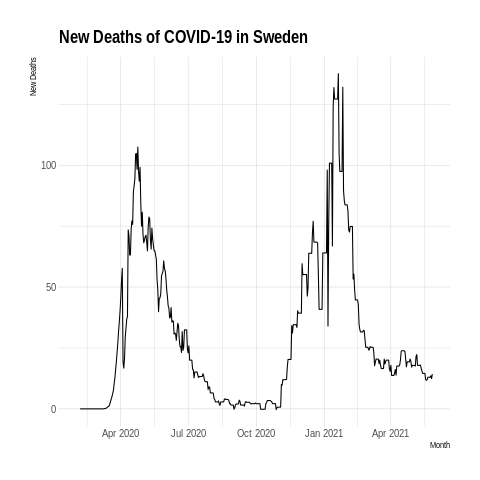 New Deaths of COVID-19 in Sweden
New Deaths
100
50
0
Apr 2020 Jul 2020 Oct 2020 Jan 2021 Apr 2021
Month